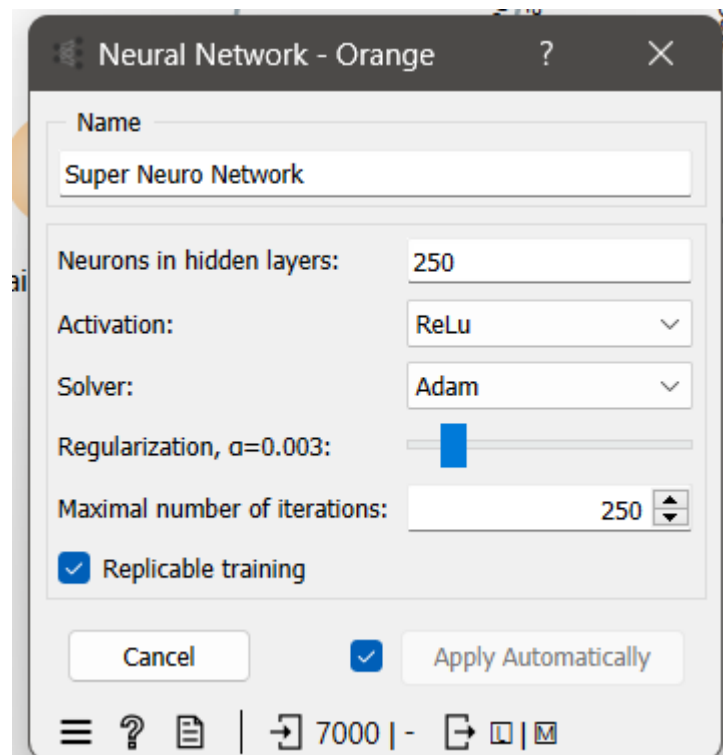 Neural Network - Orange ?
Name
Super Neuro Network
Neurons in hidden layers: 250
Activation: ReLu
Solver: Adam
Regularization, α=0.003:
Maximal number of iterations: 250
Replicable training
Cancel Apply Automatically
? 7000 | - L | M